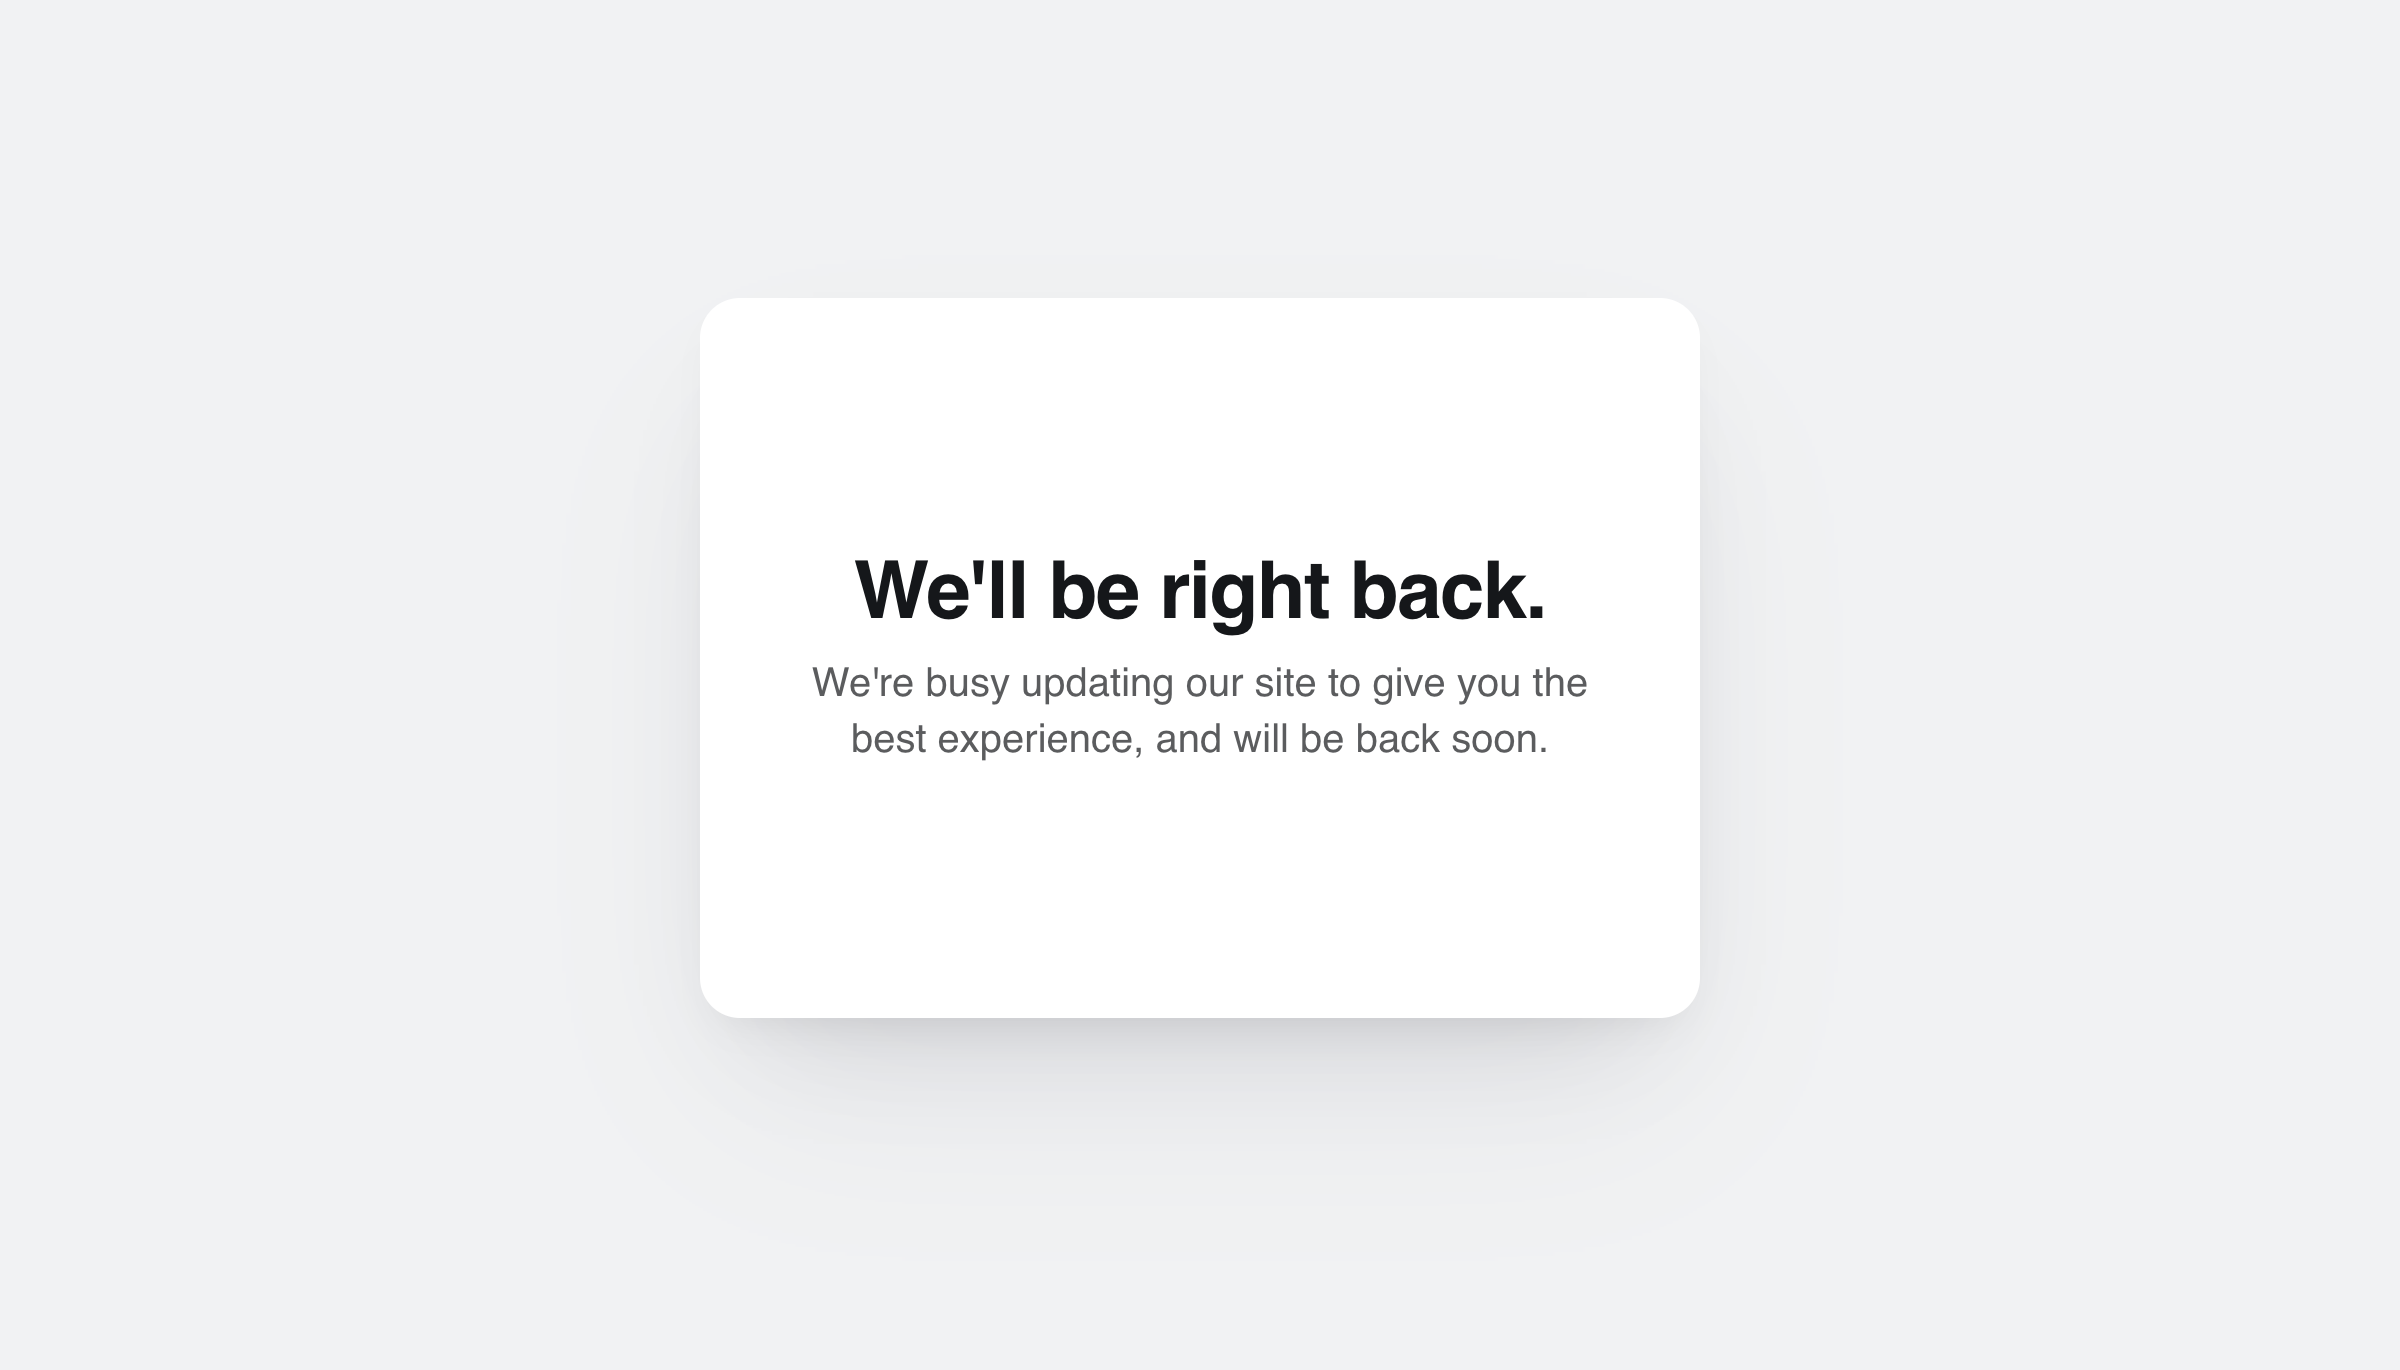 We'll be right back.
We're busy updating our site to give you the
best experience, and will be back soon.